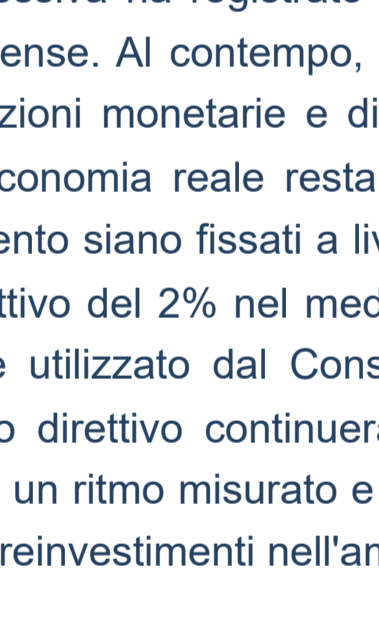 ense. Al contempo,
zioni monetarie e di
conomia reale resta
ento siano fissati a liv
ttivo del 2% nel med
e utilizzato dal Cons
o direttivo continuer
un ritmo misurato e
reinvestimenti nell'an